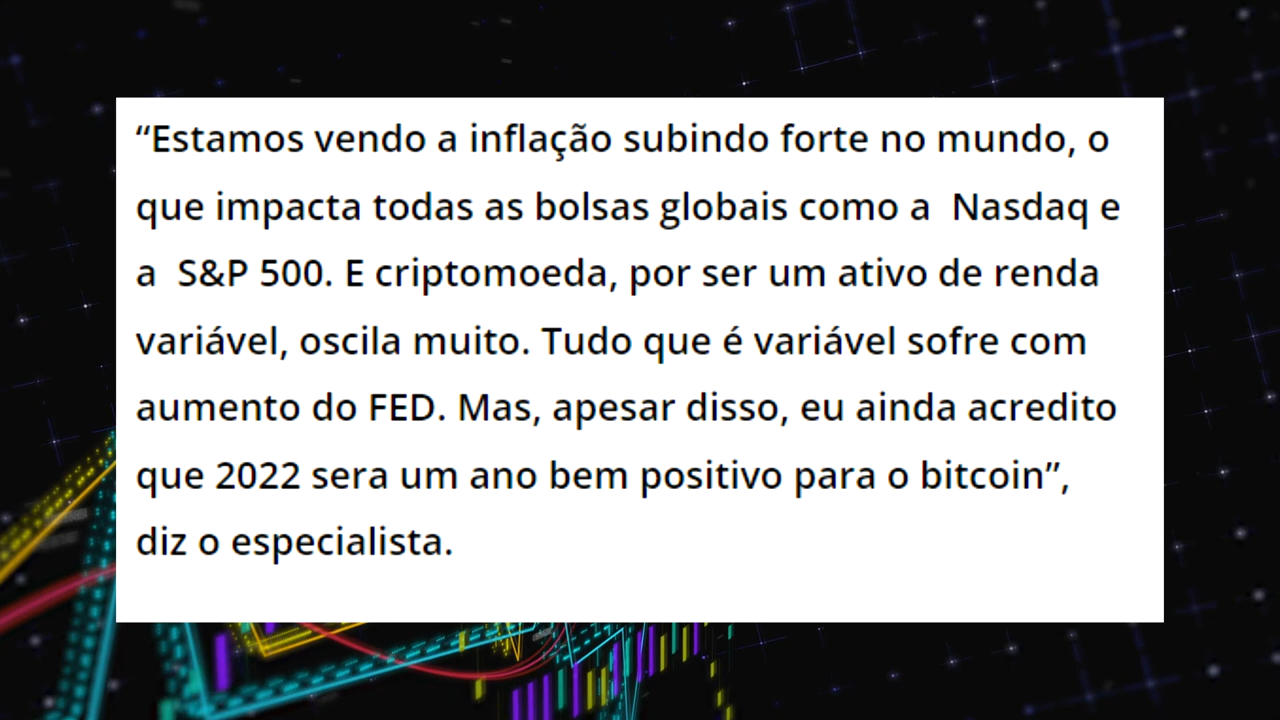 “Estamos vendo a inflação subindo forte no mundo, o
que impacta todas as bolsas globais como a  Nasdaq e
a  S&P 500. E criptomoeda, por ser um ativo de renda
variável, oscila muito. Tudo que é variável sofre com
aumento do FED. Mas, apesar disso, eu ainda acredito
que 2022 sera um ano bem positivo para o bitcoin”,
diz o especialista.